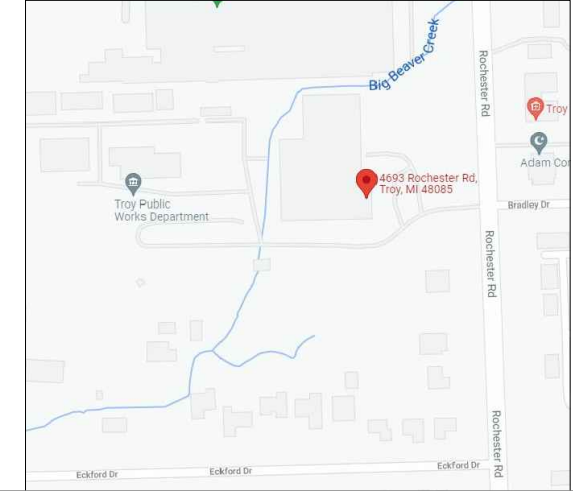 Big Beaver Creek
Rochester Rd
Troy
Adam Cor
4693 Rochester Rd,
Troy, MI 48085
Troy Public
Works Department
Bradley Dr
Rochester Rd
Rochester Rd
Eckford Dr
Eckford Dr
Eckford Dr